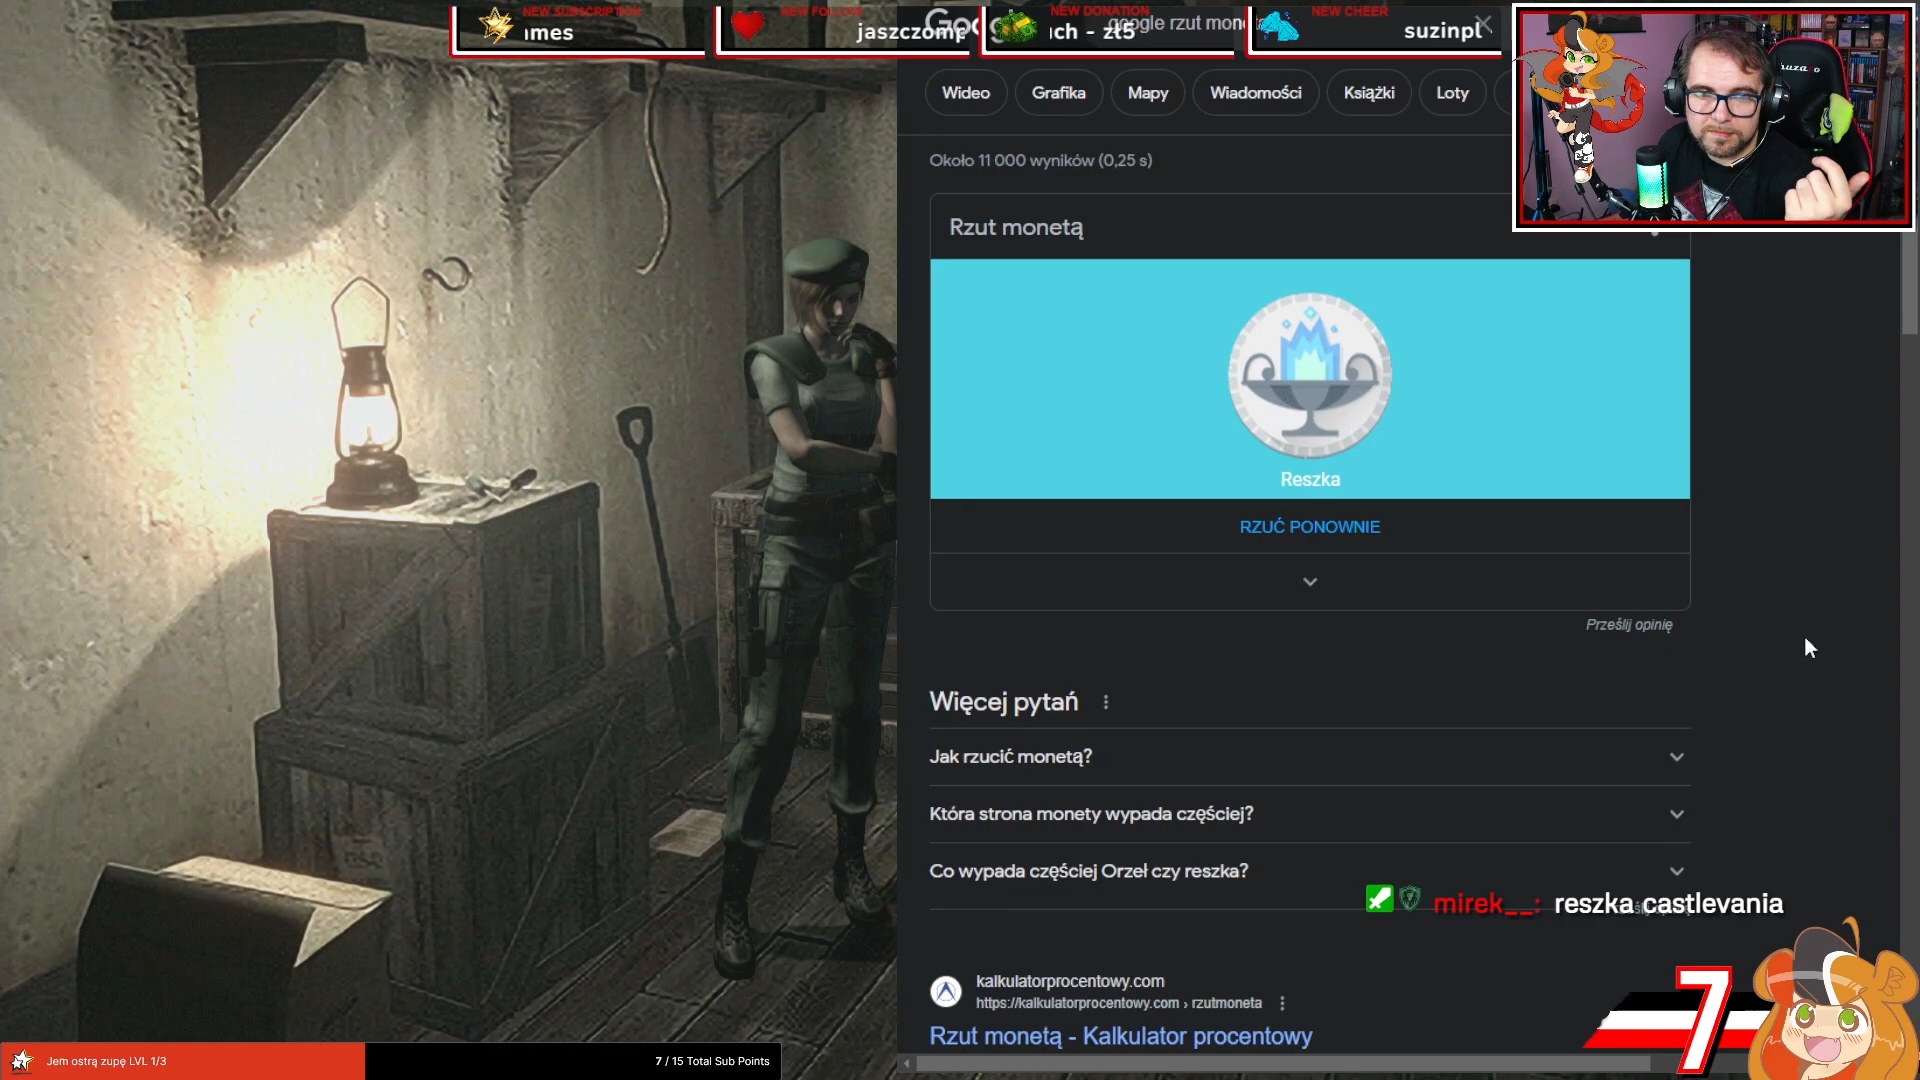 NEW SUBSCRIPTION
ames
NEW FOLLOW
jaszczomp
NEW DONATION
uch - zł5
NEW CHEER
suzinpl
google rzut mone
Wideo
Grafika
Mapy
Wiadomości
Książki
Loty
Około 11 000 wyników (0,25 s)
Rzut monetą
Reszka
RZUĆ PONOWNIE
Prześlij opinię
Więcej pytań
Jak rzucić monetą?
Która strona monety wypada częściej?
Co wypada częściej Orzeł czy reszka?
mirek__: reszka castlevania
kalkulatorprocentowy.com
https://kalkulatorprocentowy.com › rzutmoneta
Rzut monetą - Kalkulator procentowy
Jem ostrą zupę LVL 1/3
7 / 15 Total Sub Points
7